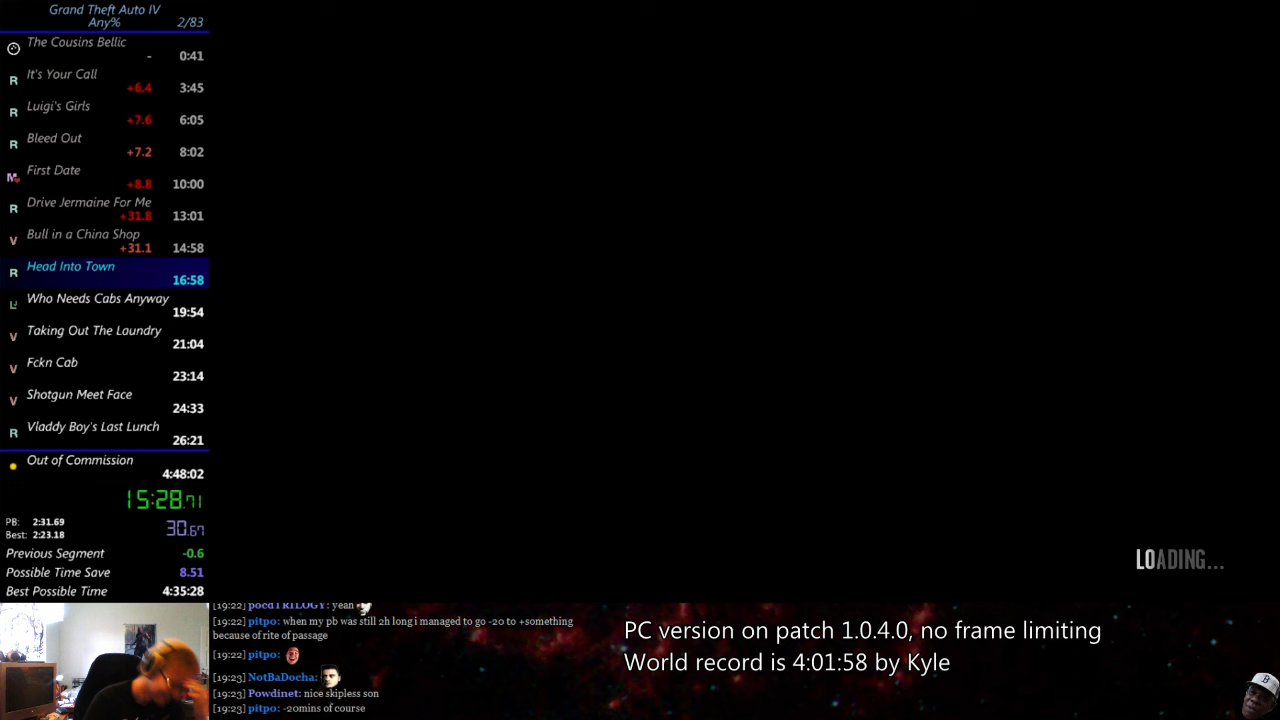 Grand Theft Auto IV
Any% 2/83
The Cousins Bellic
- 0:41
R It's Your Call
+6.4 3:45
R Luigi's Girls
+7.6 6:05
R Bleed Out
+7.2 8:02
M First Date
+8.8 10:00
R Drive Jermaine For Me
+31.8 13:01
V Bull in a China Shop
+31.1 14:58
R Head Into Town
16:58
Who Needs Cabs Anyway
19:54
V Taking Out The Laundry
21:04
V Fckn Cab
23:14
V Shotgun Meet Face
24:33
R Vladdy Boy's Last Lunch
26:21
Out of Commission
4:48:02
15:28.71
PB: 2:31.69
Best: 2:23.18
30.67
Previous Segment -0.6
Possible Time Save 8.51
Best Possible Time 4:35:28
LOADING...
[19:22] pocdTRILOGY: yeah
[19:22] pitpo: when my pb was still 2h long i managed to go -20 to +something
because of rite of passage
[19:22] pitpo:
[19:23] NotBaDocha:
[19:23] Powdinet: nice skipless son
[19:23] pitpo: -20mins of course
PC version on patch 1.0.4.0, no frame limiting
World record is 4:01:58 by Kyle